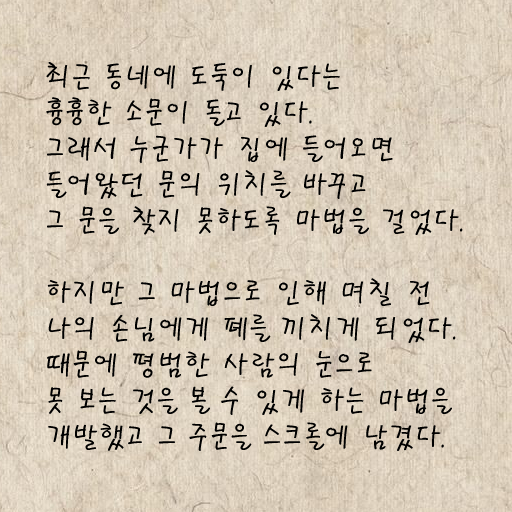 최근 동네에 도둑이 있다는
흉흉한 소문이 돌고 있다.
그래서 누군가가 집에 들어오면
들어왔던 문의 위치를 바꾸고
그 문을 찾지 못하도록 마법을 걸었다.
하지만 그 마법으로 인해 며칠 전
나의 손님에게 폐를 끼치게 되었다.
때문에 평범한 사람의 눈으로
못 보는 것을 볼 수 있게 하는 마법을
개발했고 그 주문을 스크롤에 남겼다.